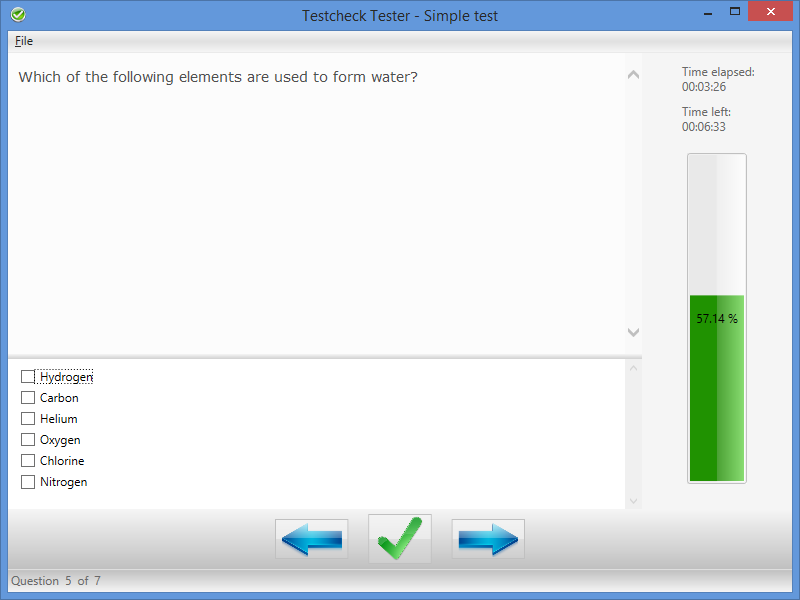 Testcheck Tester - Simple test
File
Which of the following elements are used to form water?
Time elapsed:
00:03:26
Time left:
00:06:33
57.14 %
Hydrogen
Carbon
Helium
Oxygen
Chlorine
Nitrogen
Question 5 of 7